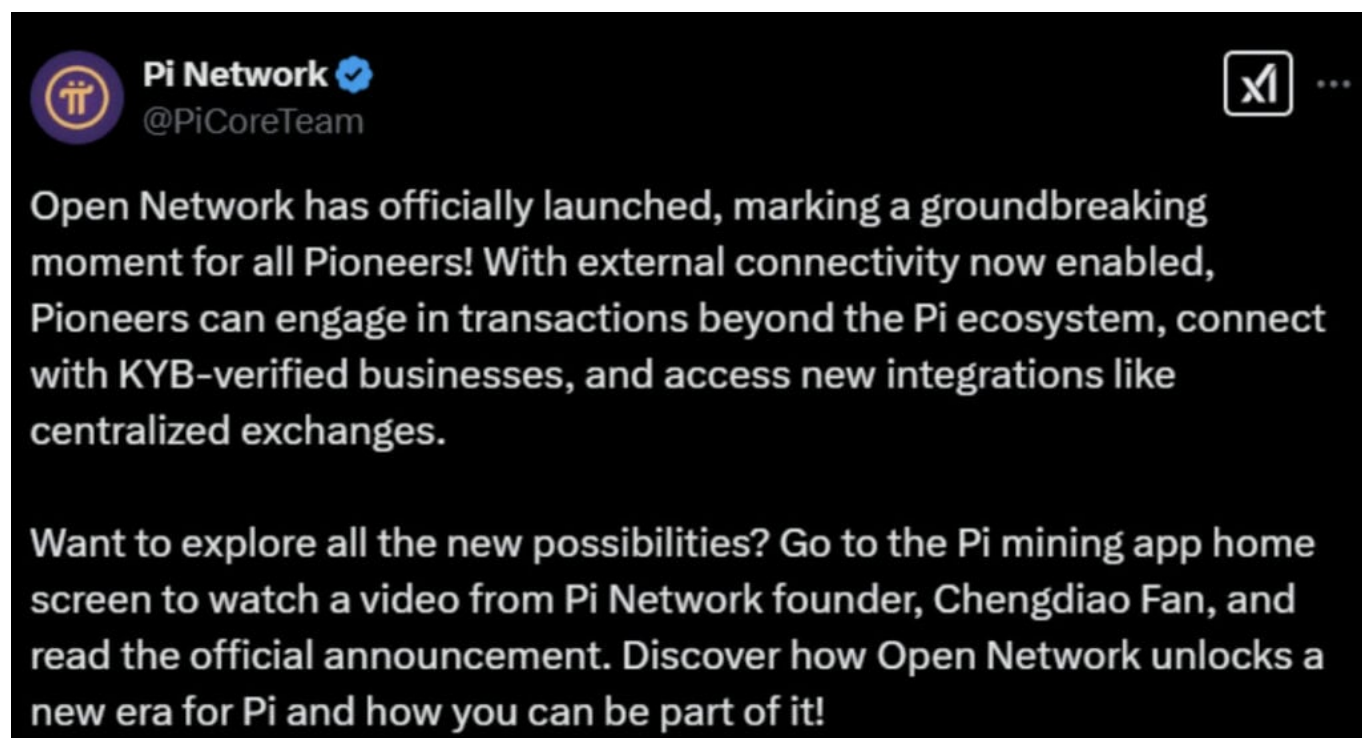 Pi Network
@PiCoreTeam
Open Network has officially launched, marking a groundbreaking
moment for all Pioneers! With external connectivity now enabled,
Pioneers can engage in transactions beyond the Pi ecosystem, connect
with KYB-verified businesses, and access new integrations like
centralized exchanges.
Want to explore all the new possibilities? Go to the Pi mining app home
screen to watch a video from Pi Network founder, Chengdiao Fan, and
read the official announcement. Discover how Open Network unlocks a
new era for Pi and how you can be part of it!